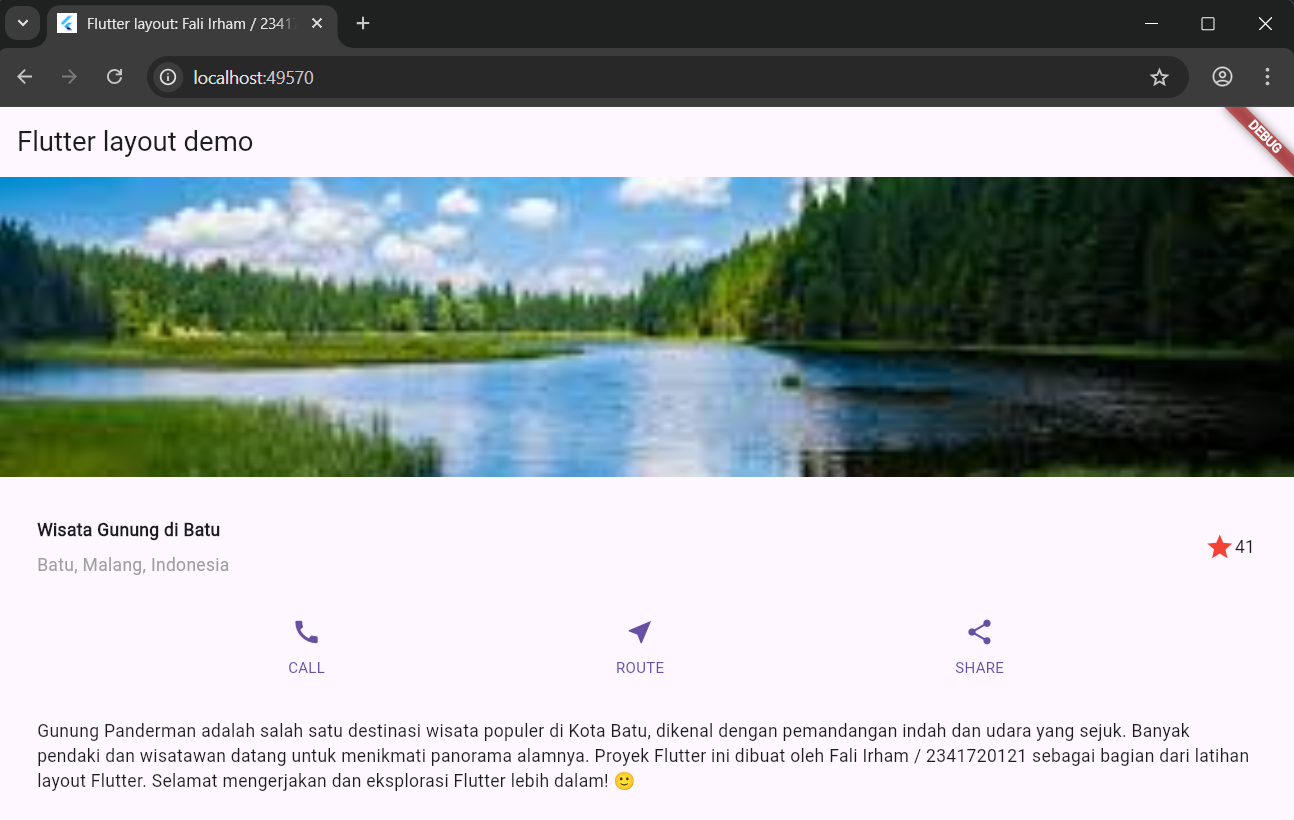 Flutter layout: Fali Irham / 2341
localhost:49570
Flutter layout demo
DEBUG
Wisata Gunung di Batu
Batu, Malang, Indonesia
41
CALL
ROUTE
SHARE
Gunung Panderman adalah salah satu destinasi wisata populer di Kota Batu, dikenal dengan pemandangan indah dan udara yang sejuk. Banyak
pendaki dan wisatawan datang untuk menikmati panorama alamnya. Proyek Flutter ini dibuat oleh Fali Irham / 2341720121 sebagai bagian dari latihan
layout Flutter. Selamat mengerjakan dan eksplorasi Flutter lebih dalam! 🙂